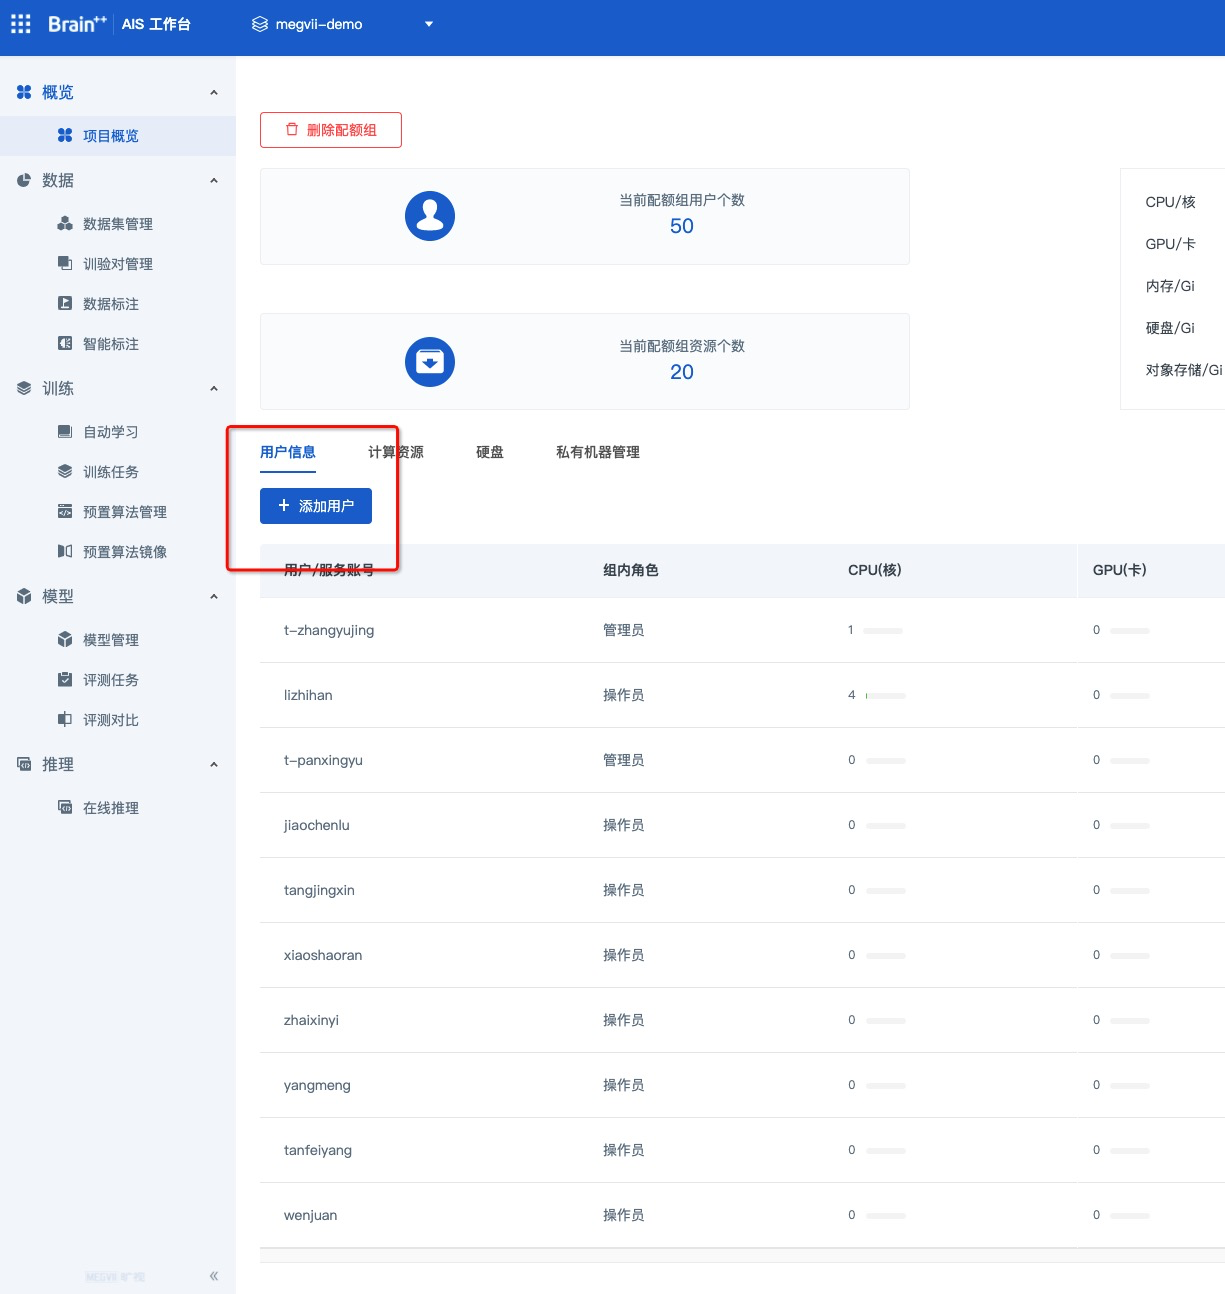 Brain++ AIS 工作台 megvii-demo
概览
项目概览
数据
数据集管理
训验对管理
数据标注
智能标注
训练
自动学习
训练任务
预置算法管理
预置算法镜像
模型
模型管理
评测任务
评测对比
推理
在线推理
MEGVII 旷视
删除配额组
当前配额组用户个数
50
当前配额组资源个数
20
CPU/核
GPU/卡
内存/Gi
硬盘/Gi
对象存储/Gi
用户信息 计算资源 硬盘 私有机器管理
+ 添加用户
用户/服务账号 组内角色 CPU(核) GPU(卡)
t-zhangyujing 管理员 1 0
lizhihan 操作员 4 0
t-panxingyu 管理员 0 0
jiaochenlu 操作员 0 0
tangjingxin 操作员 0 0
xiaoshaoran 操作员 0 0
zhaixinyi 操作员 0 0
yangmeng 操作员 0 0
tanfeiyang 操作员 0 0
wenjuan 操作员 0 0